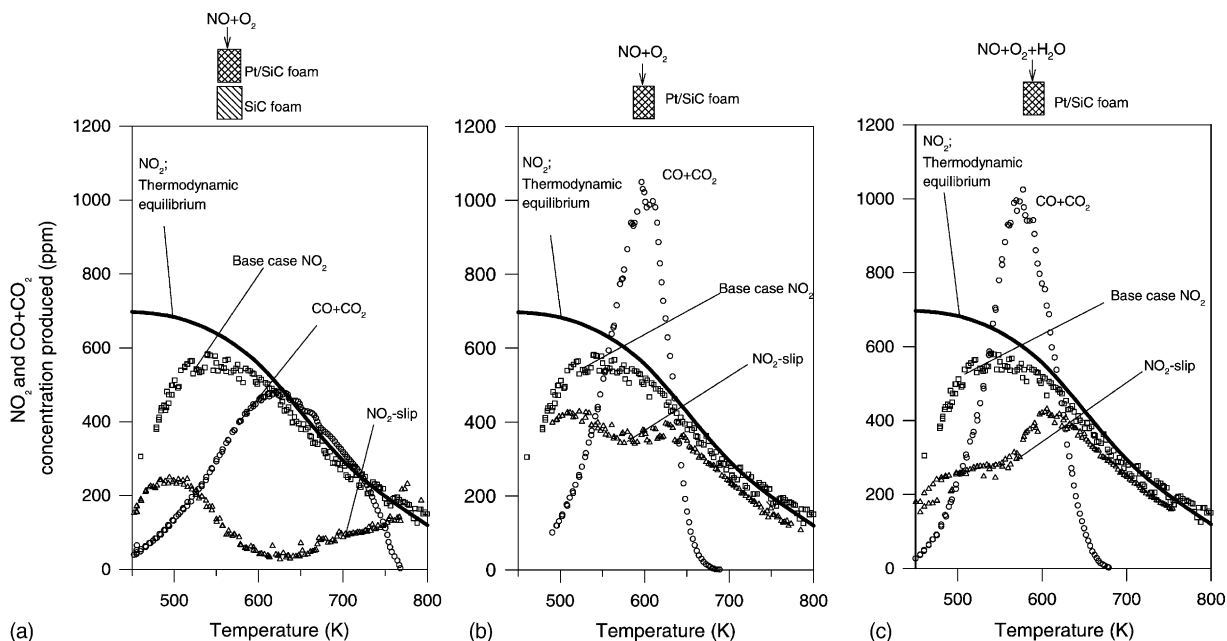 NO+O₂
Pt/SiC foam
SiC foam
NO₂ and CO+CO₂
concentration produced (ppm)
1200
1000
800
600
400
200
0
NO₂;
Thermodynamic
equilibrium
Base case NO₂
CO+CO₂
NO₂-slip
500 600 700 800
Temperature (K)
(a)
NO+O₂
Pt/SiC foam
1200
1000
800
600
400
200
0
NO₂;
Thermodynamic
equilibrium
CO+CO₂
Base case NO₂
NO₂-slip
500 600 700 800
Temperature (K)
(b)
NO+O₂+H₂O
Pt/SiC foam
1200
1000
800
600
400
200
0
NO₂;
Thermodynamic
equilibrium
CO+CO₂
Base case NO₂
NO₂-slip
500 600 700 800
Temperature (K)
(c)